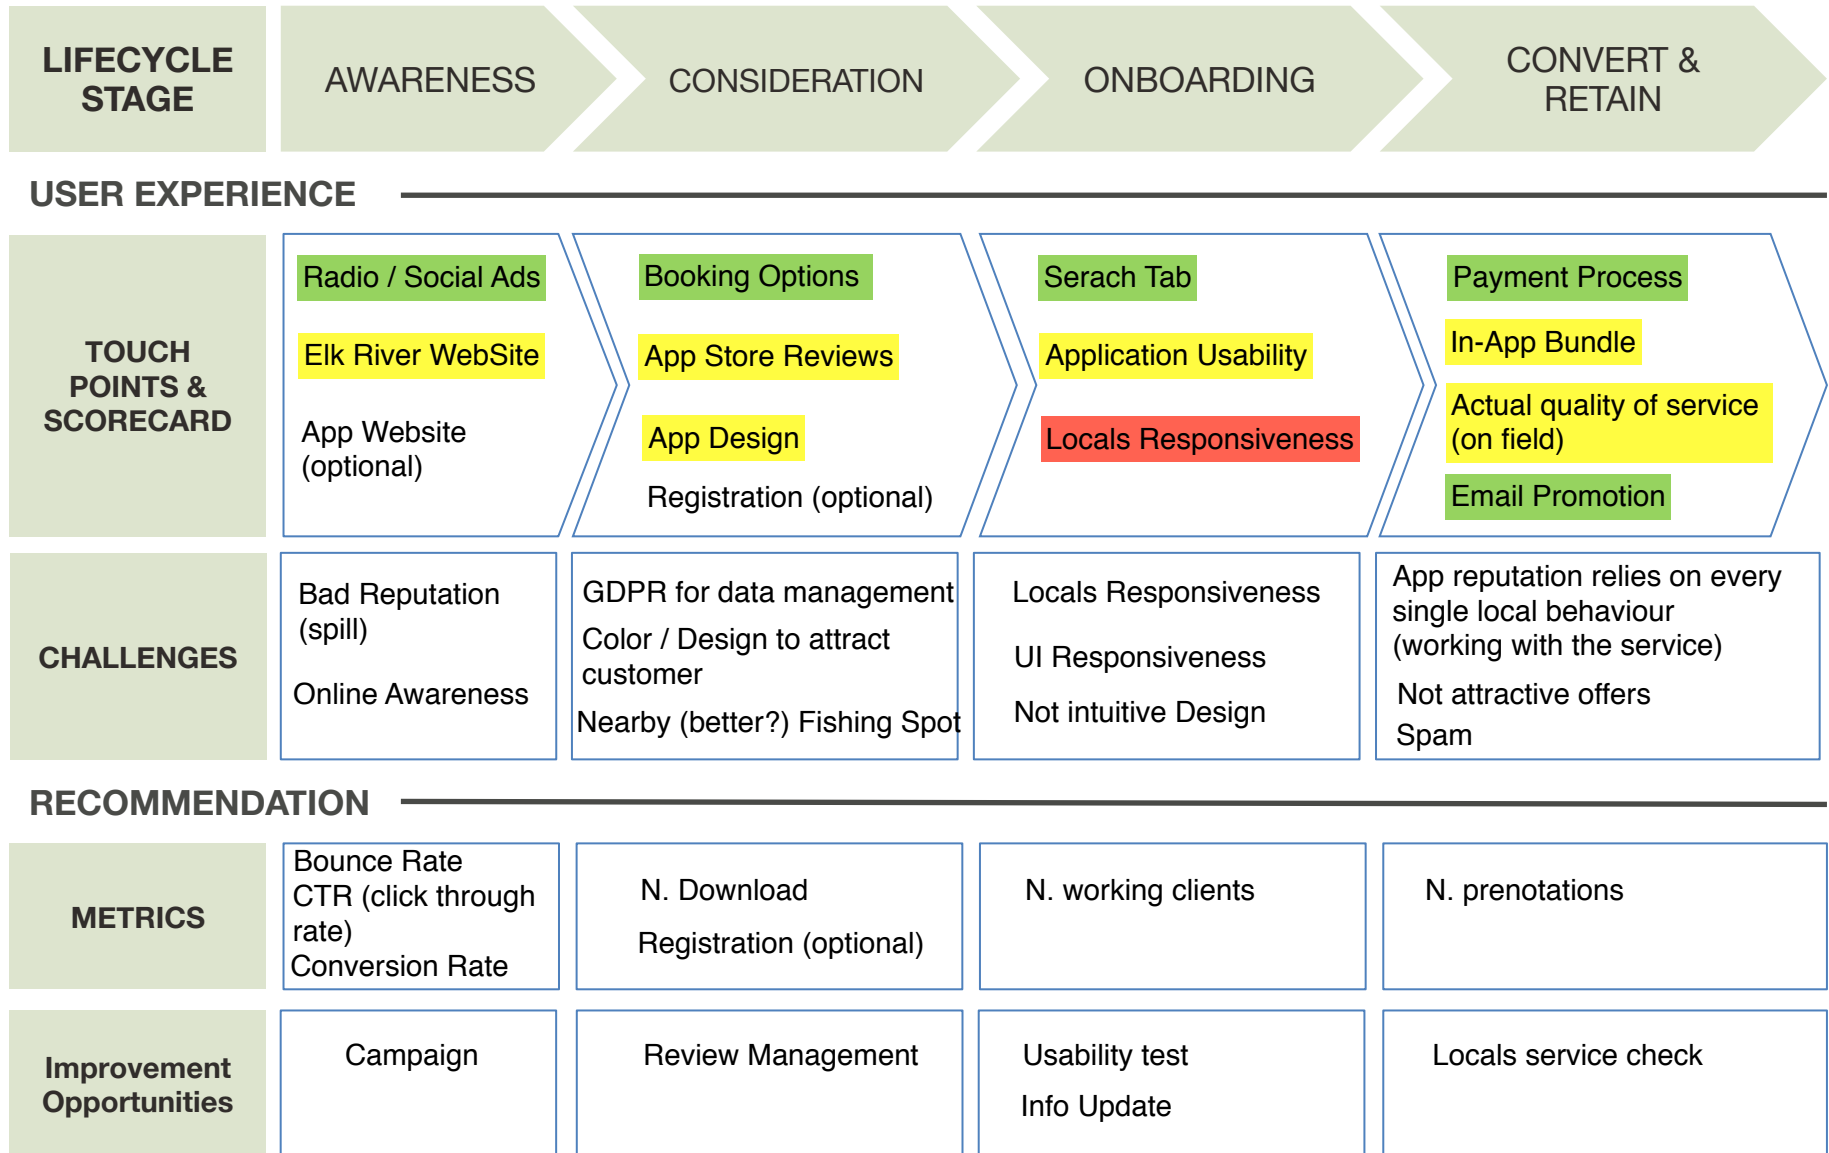 LIFECYCLE
STAGE
AWARENESS
CONSIDERATION
ONBOARDING
CONVERT &
RETAIN
USER EXPERIENCE
TOUCH
POINTS &
SCORECARD
Radio / Social Ads
Elk River WebSite
App Website
(optional)
Booking Options
App Store Reviews
App Design
Registration (optional)
Serach Tab
Application Usability
Locals Responsiveness
Payment Process
In-App Bundle
Actual quality of service
(on field)
Email Promotion
CHALLENGES
Bad Reputation
(spill)
Online Awareness
GDPR for data management
Color / Design to attract
customer
Nearby (better?) Fishing Spot
Locals Responsiveness
UI Responsiveness
Not intuitive Design
App reputation relies on every
single local behaviour
(working with the service)
Not attractive offers
Spam
RECOMMENDATION
METRICS
Bounce Rate
CTR (click through
rate)
Conversion Rate
N. Download
Registration (optional)
N. working clients
N. prenotations
Improvement
Opportunities
Campaign
Review Management
Usability test
Info Update
Locals service check